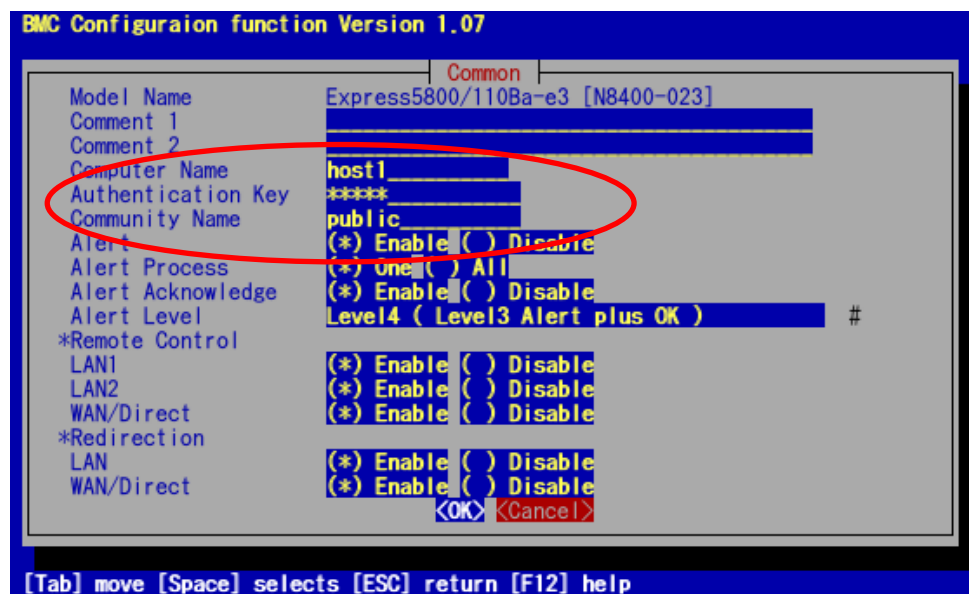 BMC Configuraion function Version 1.07
Common
Model Name Express5800/110Ba-e3 [N8400-023]
Comment 1
Comment 2
Computer Name host1
Authentication Key *****
Community Name public
Alert (*) Enable ( ) Disable
Alert Process (*) One ( ) All
Alert Acknowledge (*) Enable ( ) Disable
Alert Level Level4 ( Level3 Alert plus OK ) #
*Remote Control
LAN1 (*) Enable ( ) Disable
LAN2 (*) Enable ( ) Disable
WAN/Direct (*) Enable ( ) Disable
*Redirection
LAN (*) Enable ( ) Disable
WAN/Direct (*) Enable ( ) Disable
<OK> <Cancel>
[Tab] move [Space] selects [ESC] return [F12] help